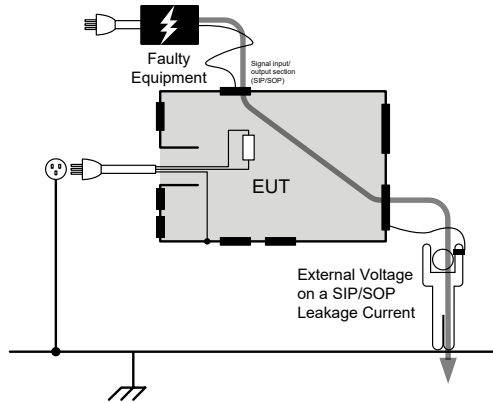 Faulty
Equipment
Signal input/
output section
(SIP/SOP)
EUT
External Voltage
on a SIP/SOP
Leakage Current